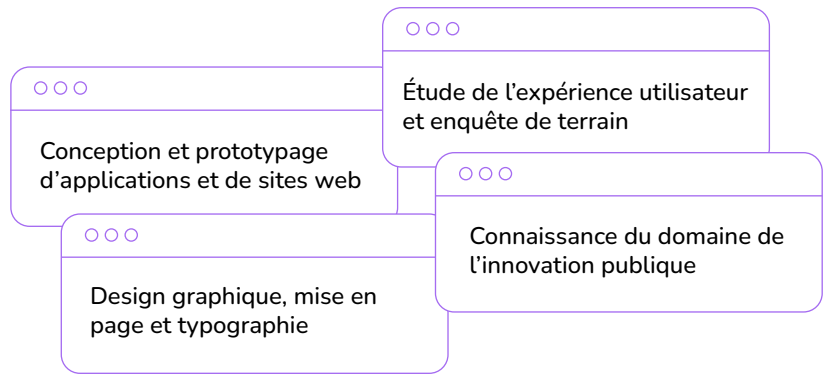 Étude de l’expérience utilisateur
et enquête de terrain
Conception et prototypage
d’applications et de sites web
Connaissance du domaine de
l’innovation publique
Design graphique, mise en
page et typographie